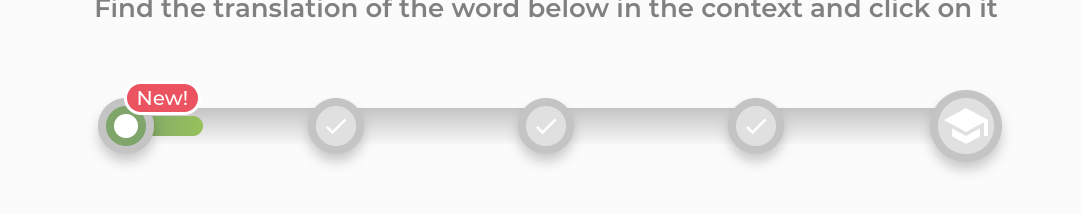 Find the translation of the word below in the context and click on it
New!